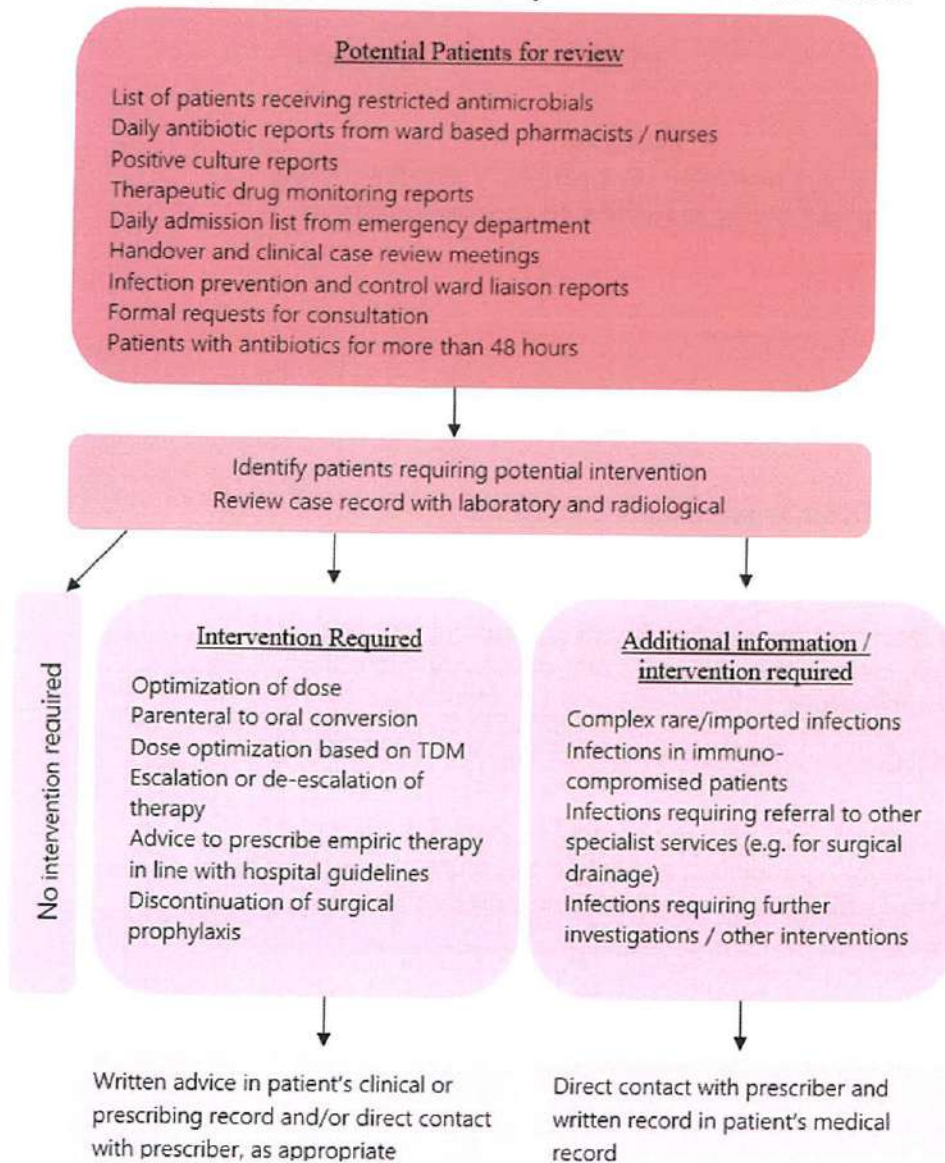 Potential Patients for review
List of patients receiving restricted antimicrobials
Daily antibiotic reports from ward based pharmacists / nurses
Positive culture reports
Therapeutic drug monitoring reports
Daily admission list from emergency department
Handover and clinical case review meetings
Infection prevention and control ward liaison reports
Formal requests for consultation
Patients with antibiotics for more than 48 hours
Identify patients requiring potential intervention
Review case record with laboratory and radiological
No intervention required
Intervention Required
Optimization of dose
Parenteral to oral conversion
Dose optimization based on TDM
Escalation or de-escalation of
therapy
Advice to prescribe empiric therapy
in line with hospital guidelines
Discontinuation of surgical
prophylaxis
Additional information /
intervention required
Complex rare/imported infections
Infections in immuno-
compromised patients
Infections requiring referral to other
specialist services (e.g. for surgical
drainage)
Infections requiring further
investigations / other interventions
Written advice in patient's clinical or
prescribing record and/or direct contact
with prescriber, as appropriate
Direct contact with prescriber and
written record in patient's medical
record